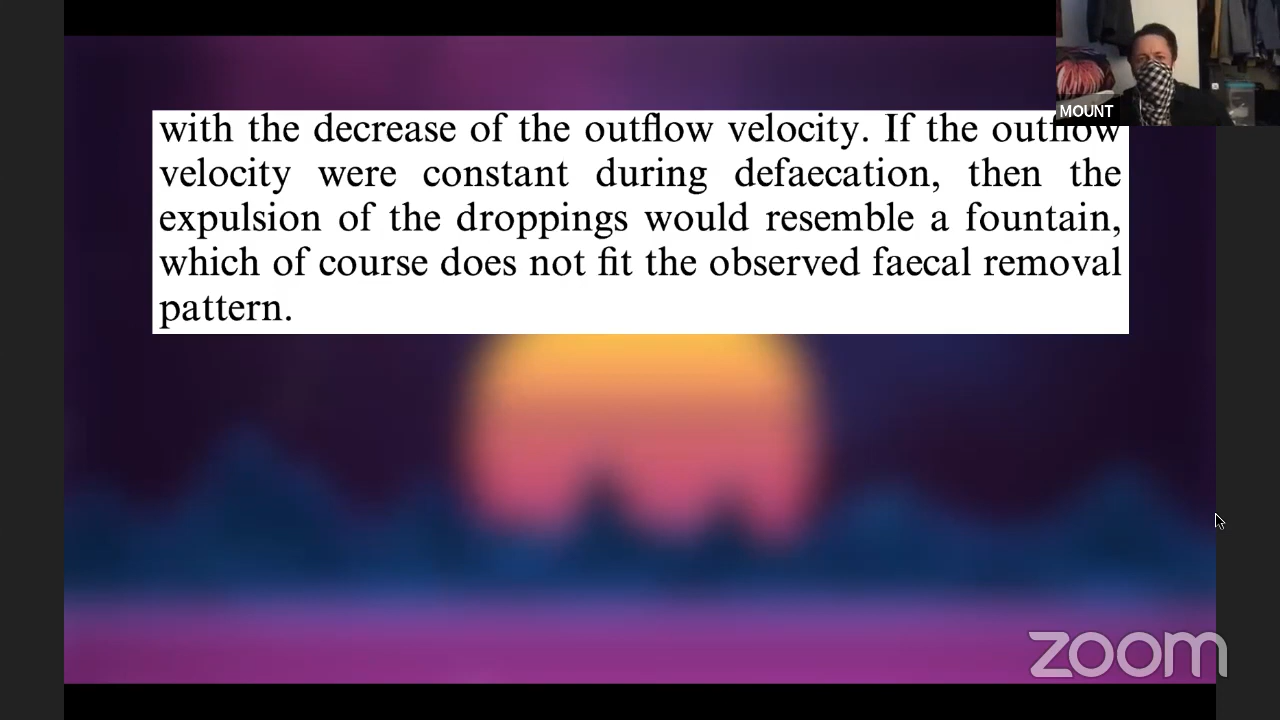 MOUNT
with the decrease of the outflow velocity. If the outflow
velocity were constant during defaecation, then the
expulsion of the droppings would resemble a fountain,
which of course does not fit the observed faecal removal
pattern.
zoom